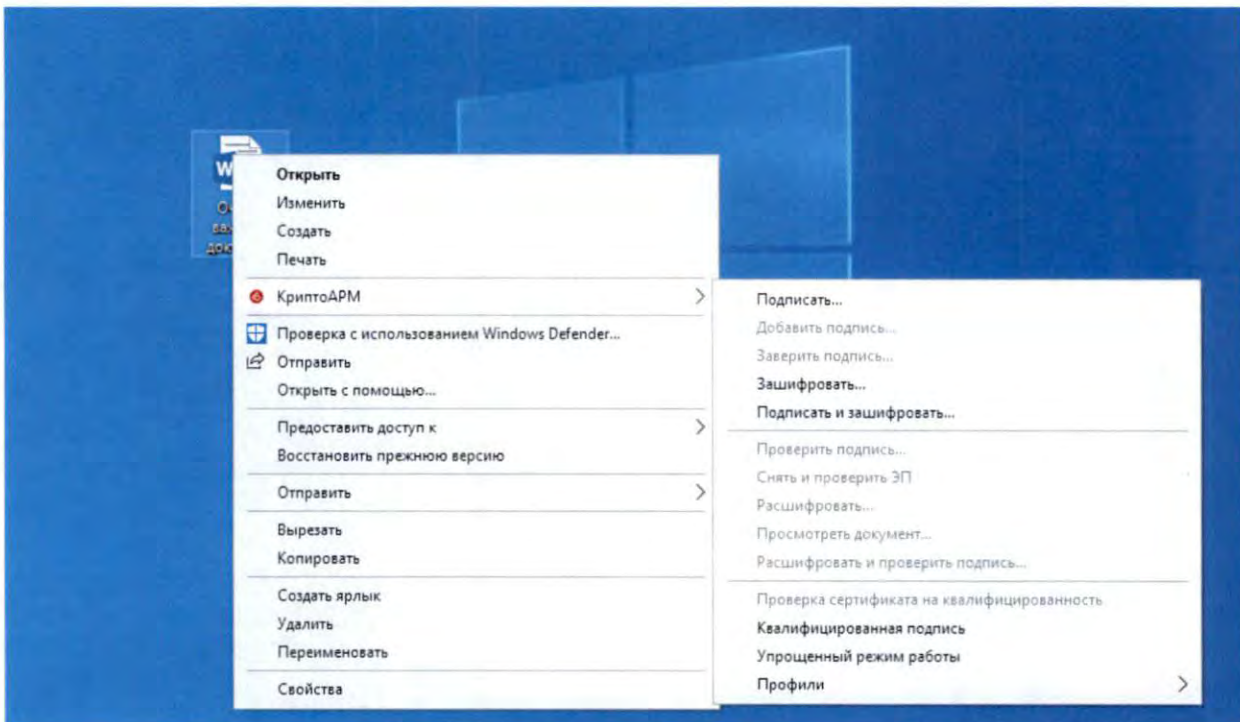 W
Открыть
Изменить
Создать
Печать
КриптоАРМ
Проверка с использованием Windows Defender...
Отправить
Открыть с помощью...
Предоставить доступ к
Восстановить прежнюю версию
Отправить
Вырезать
Копировать
Создать ярлык
Удалить
Переименовать
Свойства
Подписать...
Добавить подпись...
Заверить подпись...
Зашифровать...
Подписать и зашифровать...
Проверить подпись...
Снять и проверить ЭП
Расшифровать...
Просмотреть документ...
Расшифровать и проверить подпись...
Проверка сертификата на квалифицированность
Квалифицированная подпись
Упрощенный режим работы
Профили